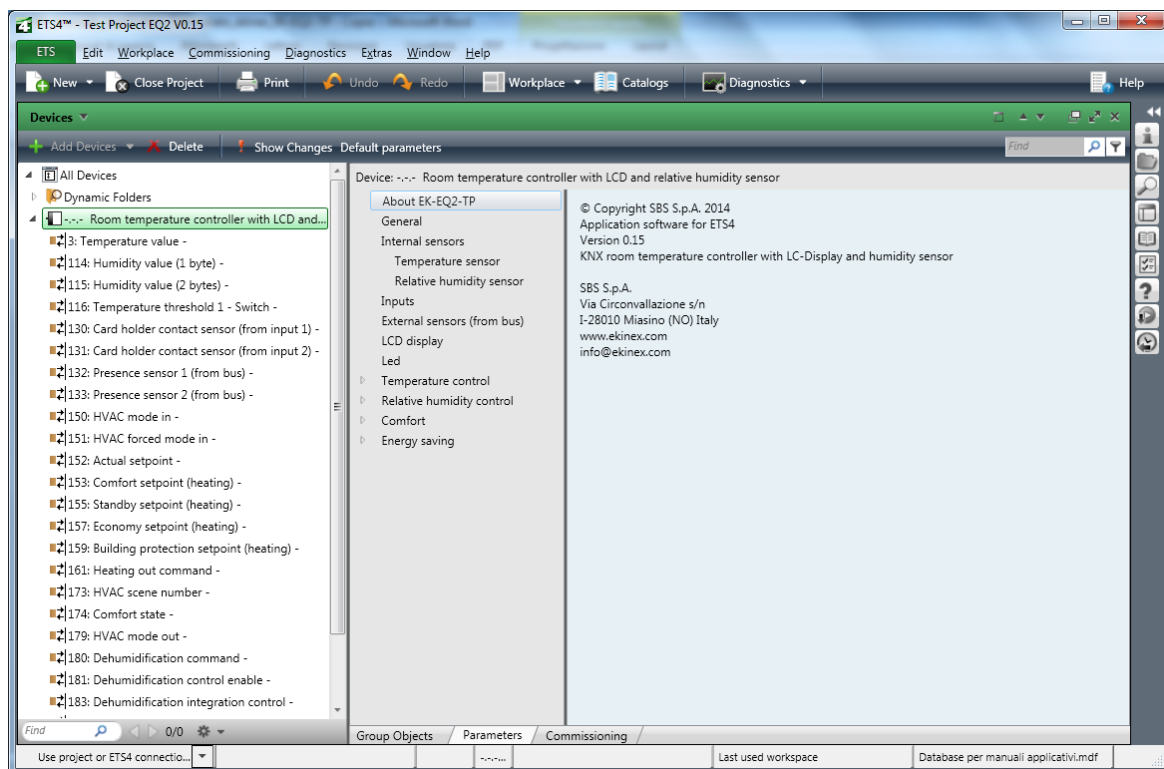 ETS4™ - Test Project EQ2 V0.15
ETS Edit Workplace Commissioning Diagnostics Extras Window Help
New Close Project Print Undo Redo Workplace Catalogs Diagnostics Help
Devices
Add Devices Delete Show Changes Default parameters Find
All Devices
Dynamic Folders
-.-.- Room temperature controller with LCD and...
3: Temperature value -
114: Humidity value (1 byte) -
115: Humidity value (2 bytes) -
116: Temperature threshold 1 - Switch -
130: Card holder contact sensor (from input 1) -
131: Card holder contact sensor (from input 2) -
132: Presence sensor 1 (from bus) -
133: Presence sensor 2 (from bus) -
150: HVAC mode in -
151: HVAC forced mode in -
152: Actual setpoint -
153: Comfort setpoint (heating) -
155: Standby setpoint (heating) -
157: Economy setpoint (heating) -
159: Building protection setpoint (heating) -
161: Heating out command -
173: HVAC scene number -
174: Comfort state -
179: HVAC mode out -
180: Dehumidification command -
181: Dehumidification control enable -
183: Dehumidification integration control -
Find 0/0
Device: -.-.- Room temperature controller with LCD and relative humidity sensor
About EK-EQ2-TP
General
Internal sensors
Temperature sensor
Relative humidity sensor
Inputs
External sensors (from bus)
LCD display
Led
Temperature control
Relative humidity control
Comfort
Energy saving
© Copyright SBS S.p.A. 2014
Application software for ETS4
Version 0.15
KNX room temperature controller with LC-Display and humidity sensor
SBS S.p.A.
Via Circonvallazione s/n
I-28010 Miasino (NO) Italy
www.ekinex.com
info@ekinex.com
Group Objects Parameters Commissioning
Use project or ETS4 connectio... -.-.-... Last used workspace Database per manuali applicativi.mdf